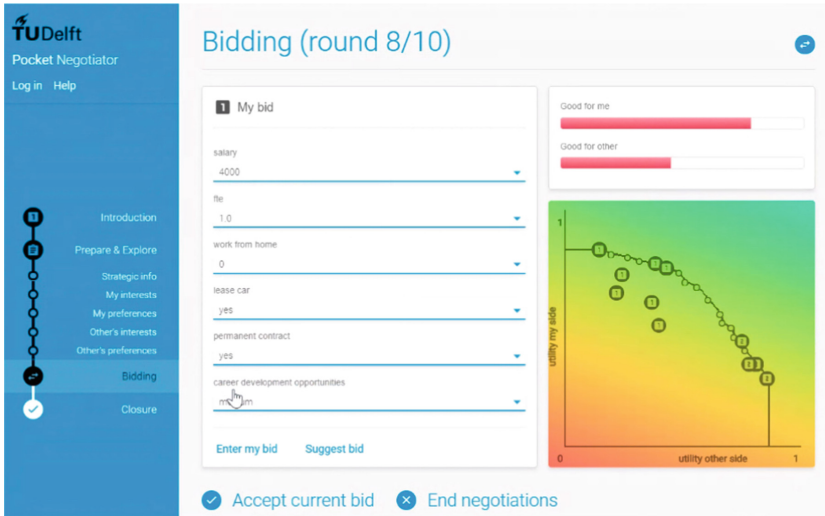 TUDelft
Pocket Negotiator
Log in Help
Introduction
Prepare & Explore
Strategic info
My interests
My preferences
Other's interests
Other's preferences
Bidding
Closure
Bidding (round 8/10)
1 My bid
salary
4000
fte
1.0
work from home
0
lease car
yes
permanent contract
yes
career development opportunities
Enter my bid Suggest bid
Accept current bid End negotiations
Good for me
Good for other
1
utility my side
0 utility other side 1